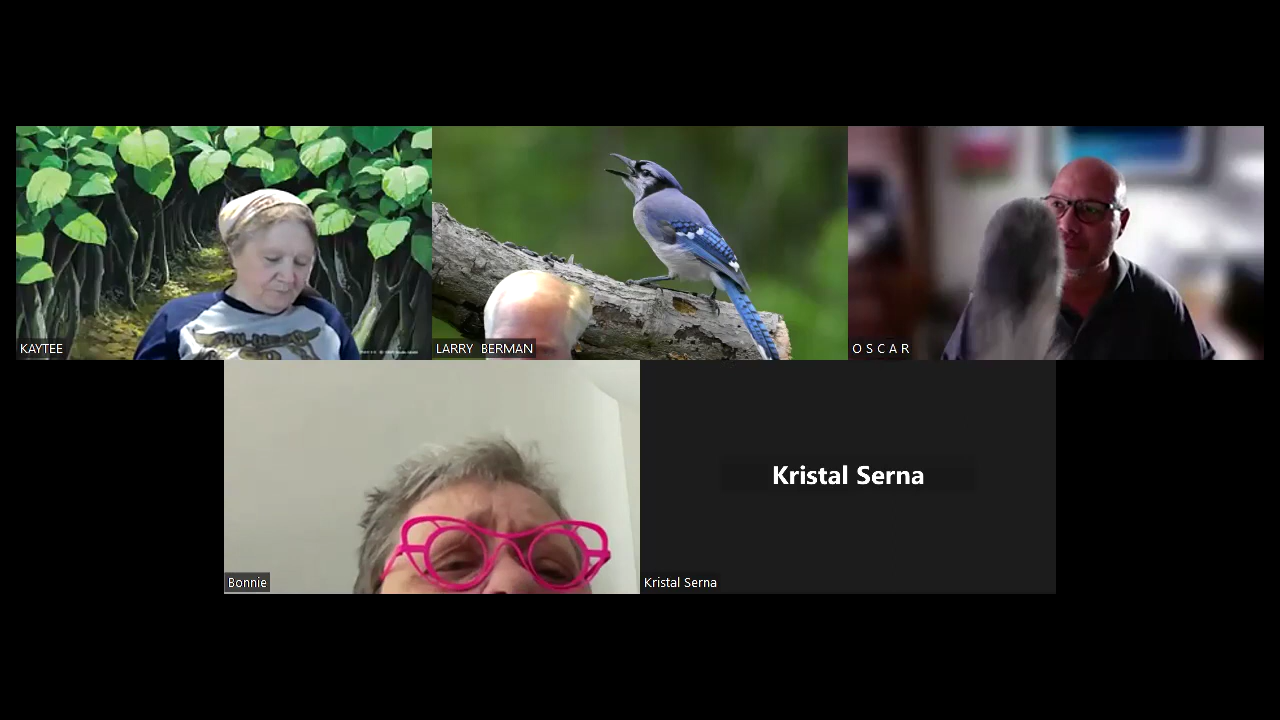 KAYTEE
LARRY BERMAN
O S C A R
Bonnie
Kristal Serna
Kristal Serna